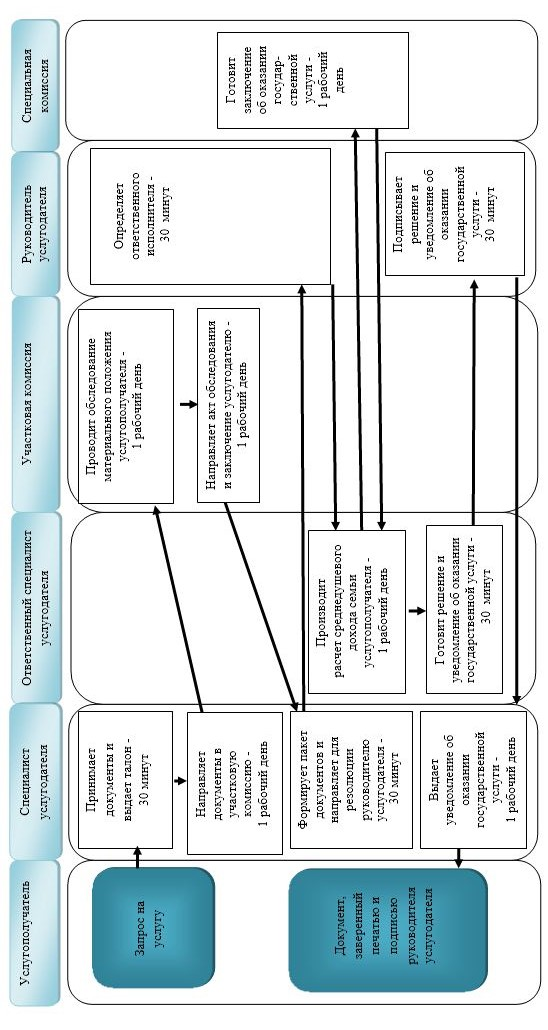 Услугополучатель
Специалист
услугодателя
Ответственный специалист
услугодателя
Участковая комиссия
Руководитель
услугодателя
Специальная
комиссия
Запрос на
услугу
Документ,
заверенный
печатью и
подписью
руководителя
услугодателя
Принимает
документы и
выдает талон -
30 минут
Направляет
документы в
участковую
комиссию -
1 рабочий день
Формирует пакет
документов и
направляет для
резолюции
руководителю
услугодателя -
30 минут
Выдает
уведомление об
оказании
государственной
услуги -
1 рабочий день
Производит
расчет среднедушевого
дохода семьи
услугополучателя -
1 рабочий день
Готовит решение и
уведомление об оказании
государственной услуги -
30 минут
Проводит обследование
материального положения
услугополучателя -
1 рабочий день
Направляет акт обследования
и заключение услугодателю -
1 рабочий день
Определяет
ответственного
исполнителя -
30 минут
Подписывает
решение и
уведомление об
оказании
государственной
услуги -
30 минут
Готовит
заключение
об оказании
государ-
ственной
услуги -
1 рабочий
день